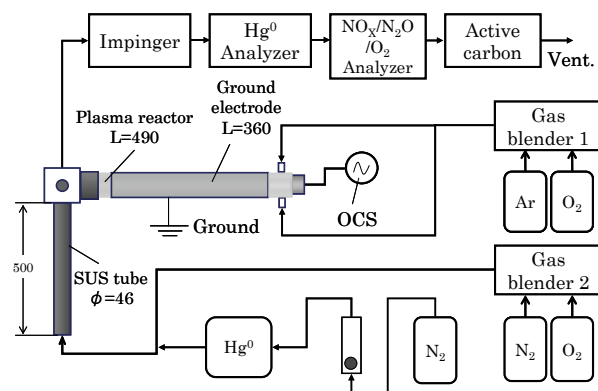 Impinger
Hg⁰
Analyzer
NOX/N2O
/O2
Analyzer
Active
carbon
Vent.
Ground
electrode
L=360
Plasma reactor
L=490
Gas
blender 1
Ar
O2
OCS
Ground
500
SUS tube
ϕ=46
Gas
blender 2
Hg⁰
N2
N2
O2